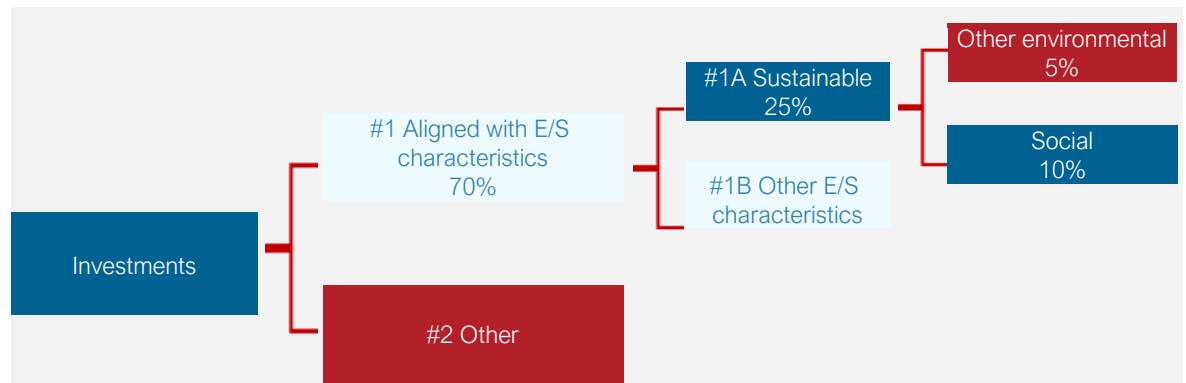 Investments
#1 Aligned with E/S
characteristics
70%
#2 Other
#1A Sustainable
25%
#1B Other E/S
characteristics
Other environmental
5%
Social
10%